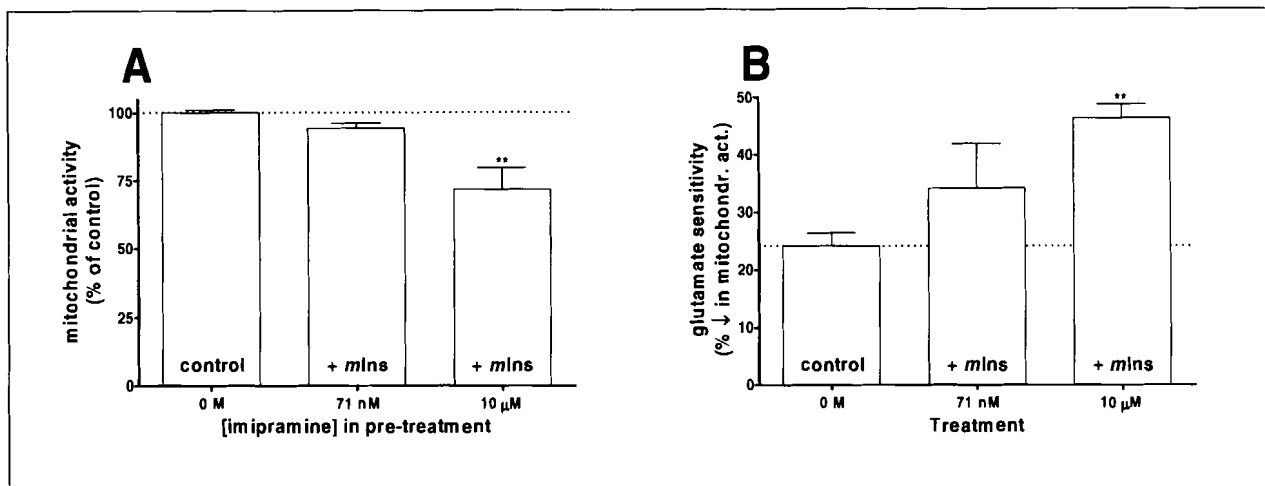 A
mitochondrial activity
(% of control)
100
75
50
25
0
**
control
+ mIns
+ mIns
0 M
71 nM
10 µM
[imipramine] in pre-treatment
B
glutamate sensitivity
(% ↓ in mitochondr. act.)
50
40
30
20
10
0
**
control
+ mIns
+ mIns
0 M
71 nM
10 µM
Treatment